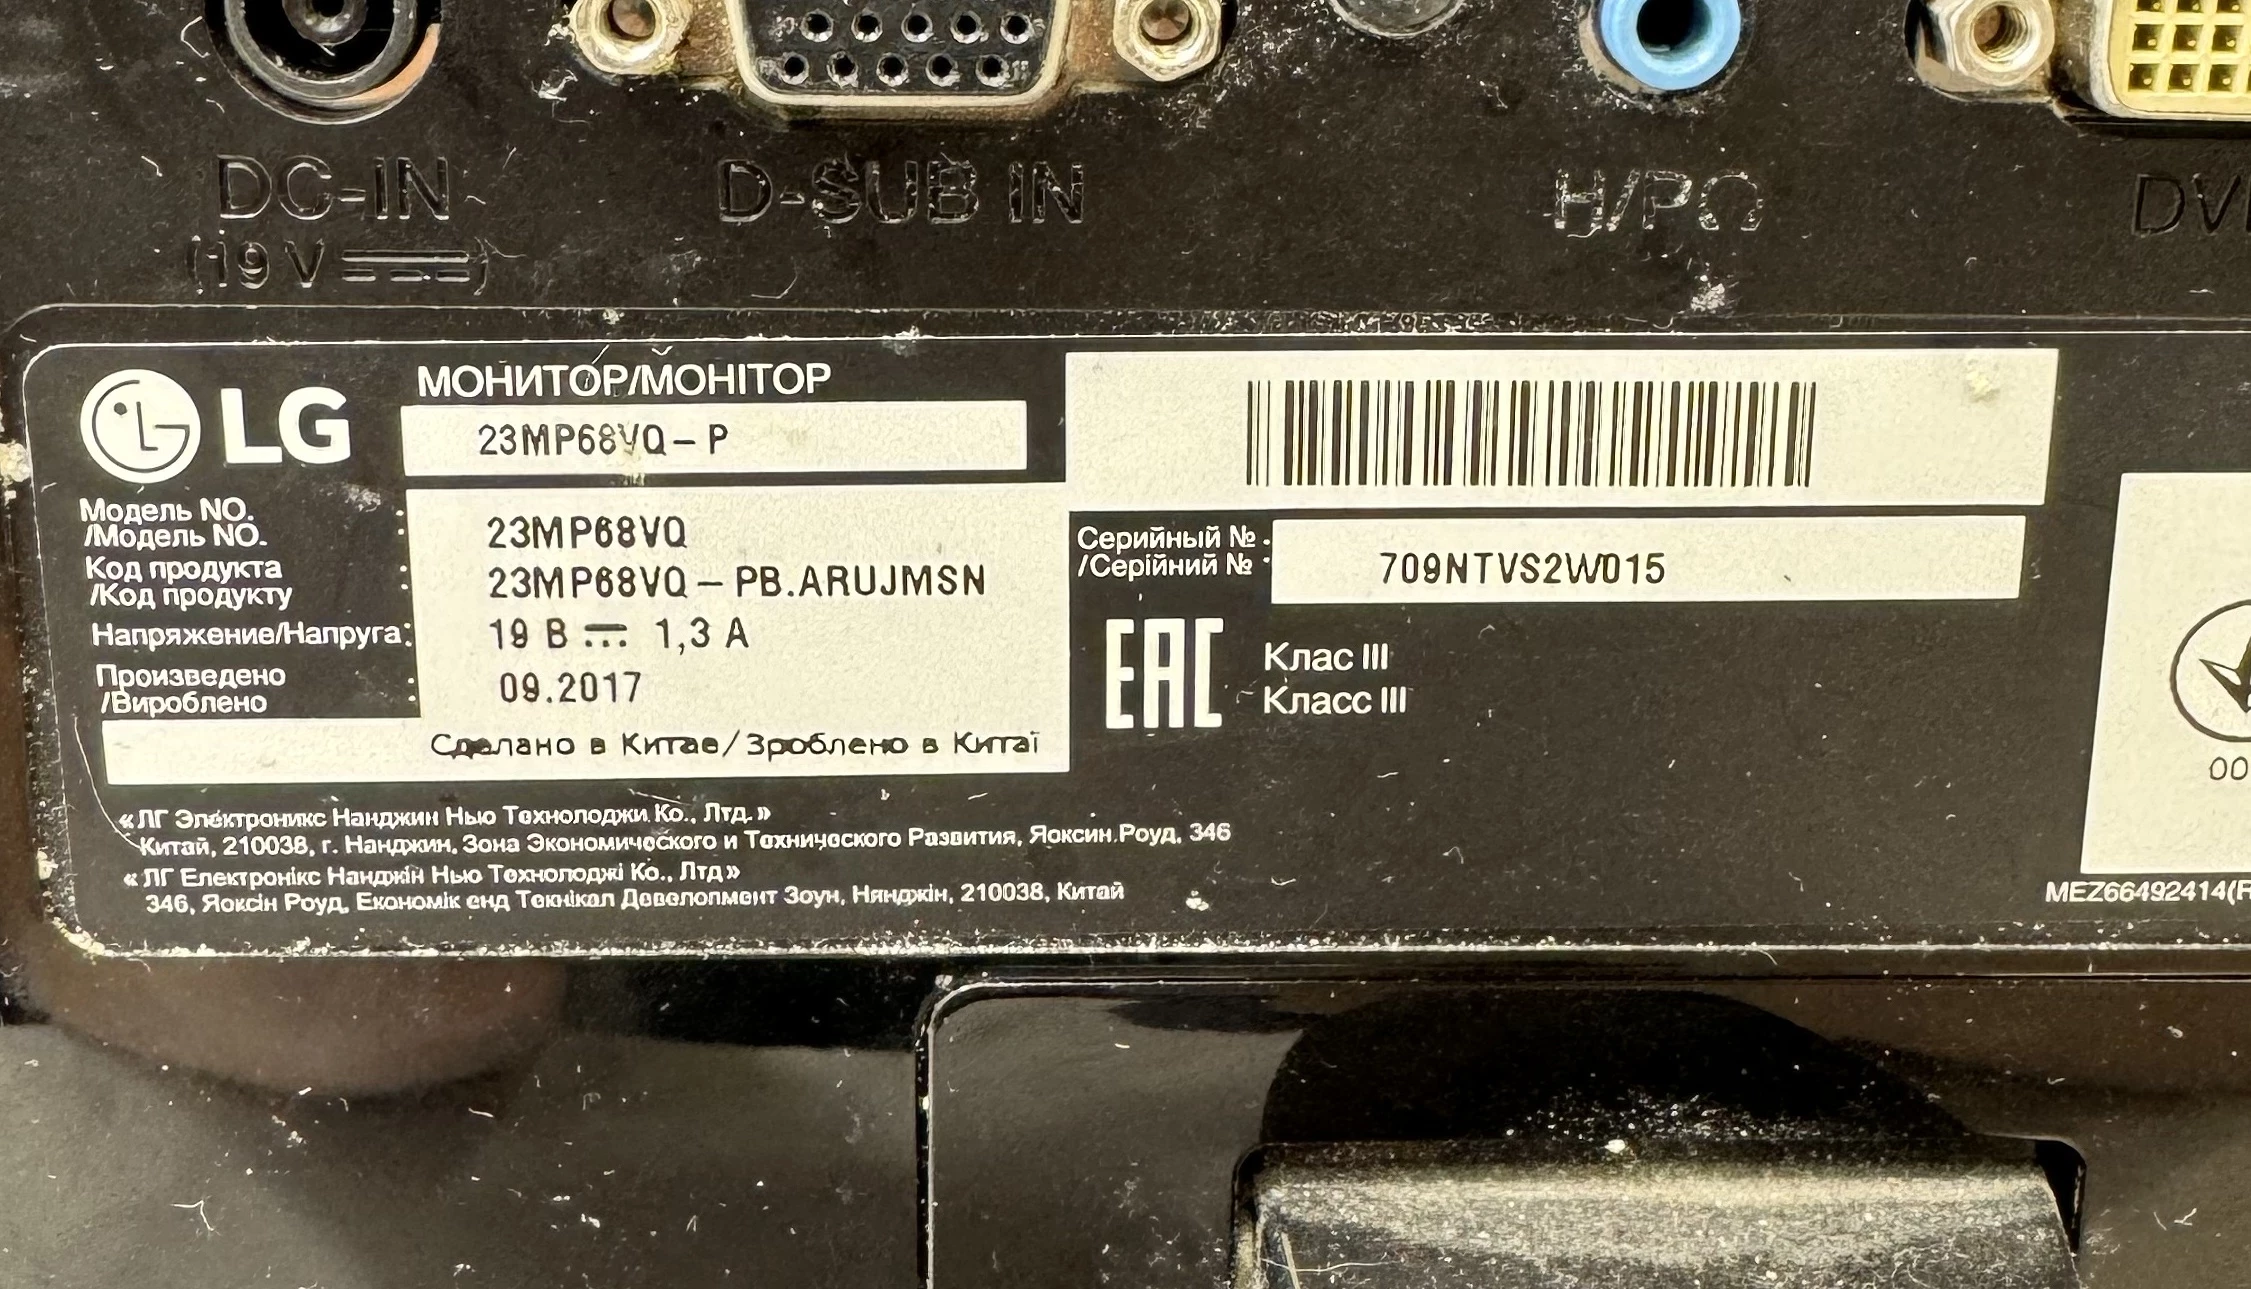 DC-IN
(19 V ⎓)
D-SUB IN
H/PΩ
DVI
LG
МОНИТОР/МОНІТОР
23MP68VQ-P
Модель NO.
/Модель NO. : 23MP68VQ
Код продукта
/Код продукту : 23MP68VQ-PB.ARUJMSN
Напряжение/Напруга: 19 В ⎓ 1,3 А
Произведено
/Вироблено : 09.2017
Сделано в Китае/Зроблено в Китаї
Серийный №
/Серійний № : 709NTVS2W015
EAC
Клас III
Класс III
«ЛГ Электроникс Нанджин Нью Технолоджи Ко., Лтд.»
Китай, 210038, г. Нанджин, Зона Экономического и Технического Развития, Яоксин Роуд, 346
«ЛГ Електронікс Нанджін Нью Технолоджі Ко., Лтд»
346, Яоксін Роуд, Економік енд Текнікал Девелопмент Зоун, Нянджін, 210038, Китай
00
MEZ66492414(R